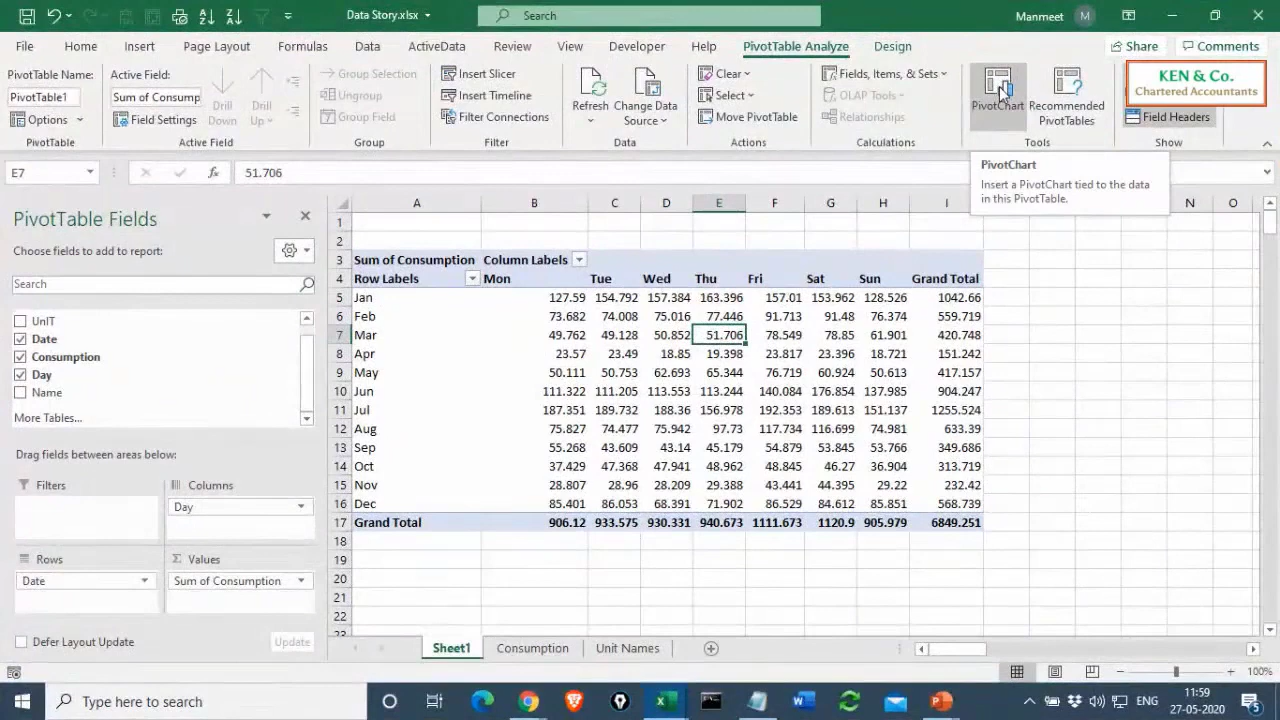 Data Story.xlsx
Search
Manmeet M
File Home Insert Page Layout Formulas Data ActiveData Review View Developer Help PivotTable Analyze Design Share Comments
PivotTable Name:
PivotTable1
Options
PivotTable
Active Field:
Sum of Consump
Field Settings
Drill Down
Drill Up
Active Field
Group Selection
Ungroup
Group Field
Group
Insert Slicer
Insert Timeline
Filter Connections
Filter
Refresh
Change Data Source
Data
Clear
Select
Move PivotTable
Actions
Fields, Items, & Sets
OLAP Tools
Relationships
Calculations
PivotChart
Recommended PivotTables
Tools
KEN & Co.
Chartered Accountants
Field Headers
Show
PivotChart
Insert a PivotChart tied to the data
in this PivotTable.
E7 fx 51.706
PivotTable Fields
Choose fields to add to report:
Search
UnIT
Date
Consumption
Day
Name
More Tables...
Drag fields between areas below:
Filters
Columns
Day
Rows
Date
Values
Sum of Consumption
Defer Layout Update Update
A B C D E F G H I N O
1
2
3 Sum of Consumption Column Labels
4 Row Labels Mon Tue Wed Thu Fri Sat Sun Grand Total
5 Jan 127.59 154.792 157.384 163.396 157.01 153.962 128.526 1042.66
6 Feb 73.682 74.008 75.016 77.446 91.713 91.48 76.374 559.719
7 Mar 49.762 49.128 50.852 51.706 78.549 78.85 61.901 420.748
8 Apr 23.57 23.49 18.85 19.398 23.817 23.396 18.721 151.242
9 May 50.111 50.753 62.693 65.344 76.719 60.924 50.613 417.157
10 Jun 111.322 111.205 113.553 113.244 140.084 176.854 137.985 904.247
11 Jul 187.351 189.732 188.36 156.978 192.353 189.613 151.137 1255.524
12 Aug 75.827 74.477 75.942 97.73 117.734 116.699 74.981 633.39
13 Sep 55.268 43.609 43.14 45.179 54.879 53.845 53.766 349.686
14 Oct 37.429 47.368 47.941 48.962 48.845 46.27 36.904 313.719
15 Nov 28.807 28.96 28.209 29.388 43.441 44.395 29.22 232.42
16 Dec 85.401 86.053 68.391 71.902 86.529 84.612 85.851 568.739
17 Grand Total 906.12 933.575 930.331 940.673 1111.673 1120.9 905.979 6849.251
18
19
20
21
22
Sheet1 Consumption Unit Names
100%
Type here to search
ENG
11:59
27-05-2020
5